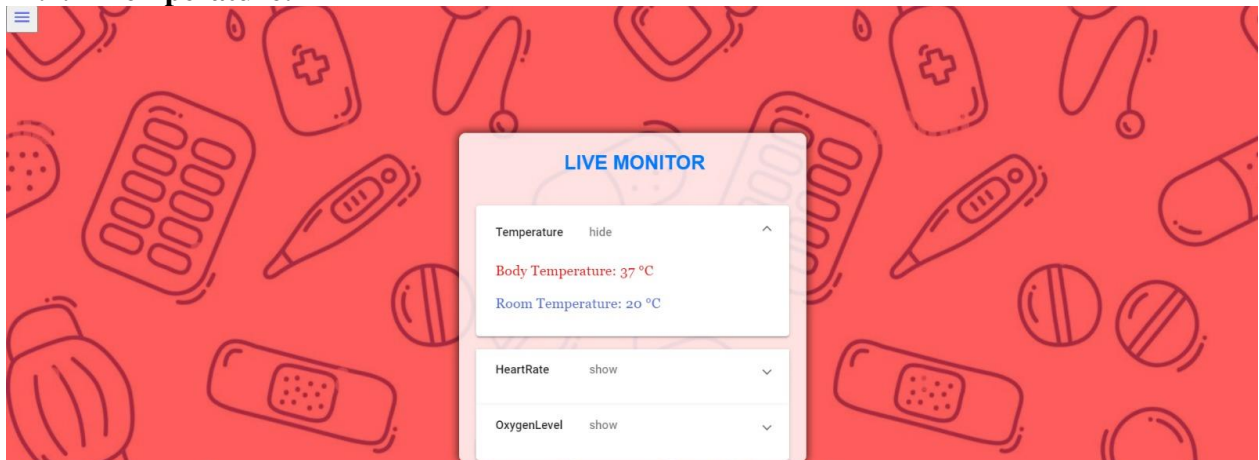 LIVE MONITOR
Temperature hide
Body Temperature: 37 °C
Room Temperature: 20 °C
HeartRate show
OxygenLevel show